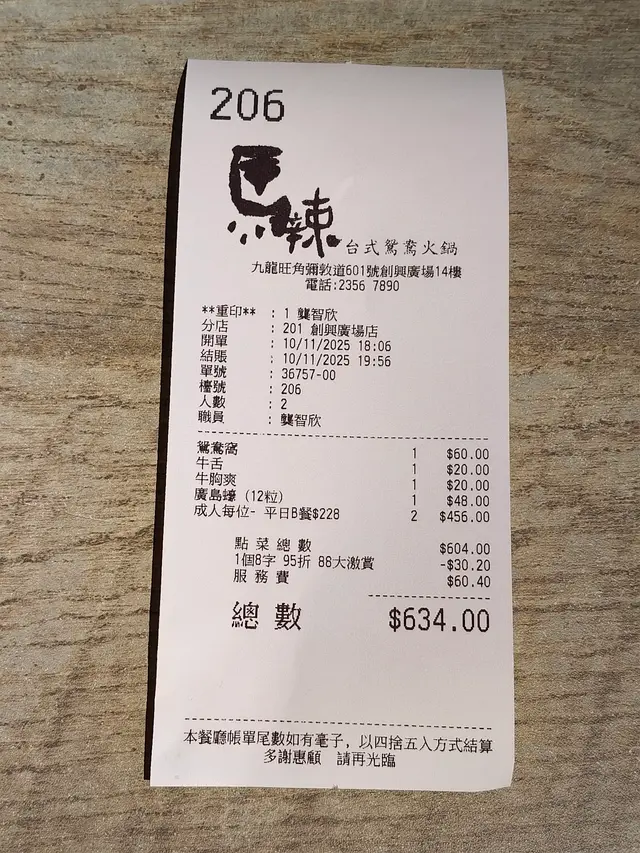 206
馬辣
台式鴛鴦火鍋
九龍旺角彌敦道601號創興廣場14樓
電話:2356 7890
**重印** : 1 龔智欣
分店 : 201 創興廣場店
開單 : 10/11/2025 18:06
結賬 : 10/11/2025 19:56
單號 : 36757-00
檯號 : 206
人數 : 2
職員 : 龔智欣
鴛鴦窩 1 $60.00
牛舌 1 $20.00
牛胸爽 1 $20.00
廣島蠔 (12粒) 1 $48.00
成人每位- 平日B餐$228 2 $456.00
點菜總數 $604.00
1個8字 95折 88大激賞 -$30.20
服務費 $60.40
總數 $634.00
本餐廳帳單尾數如有毫子, 以四捨五入方式結算
多謝惠顧 請再光臨